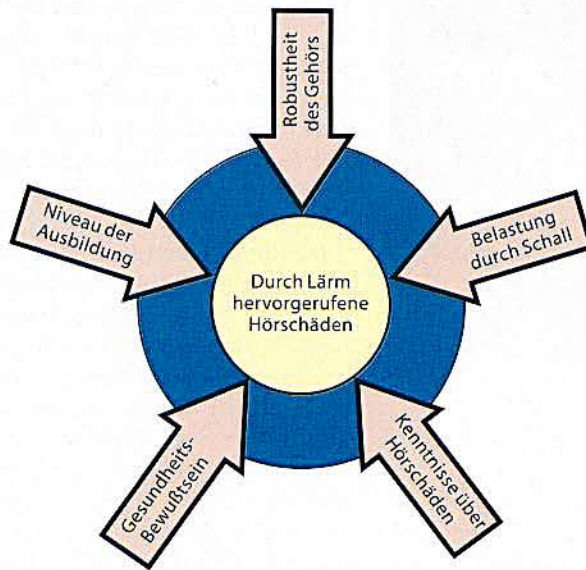 Robustheit
des Gehörs
Niveau der
Ausbildung
Belastung
durch Schall
Durch Lärm
hervorgerufene
Hörschäden
Gesundheits-
Bewußtsein
Kenntnisse über
Hörschäden